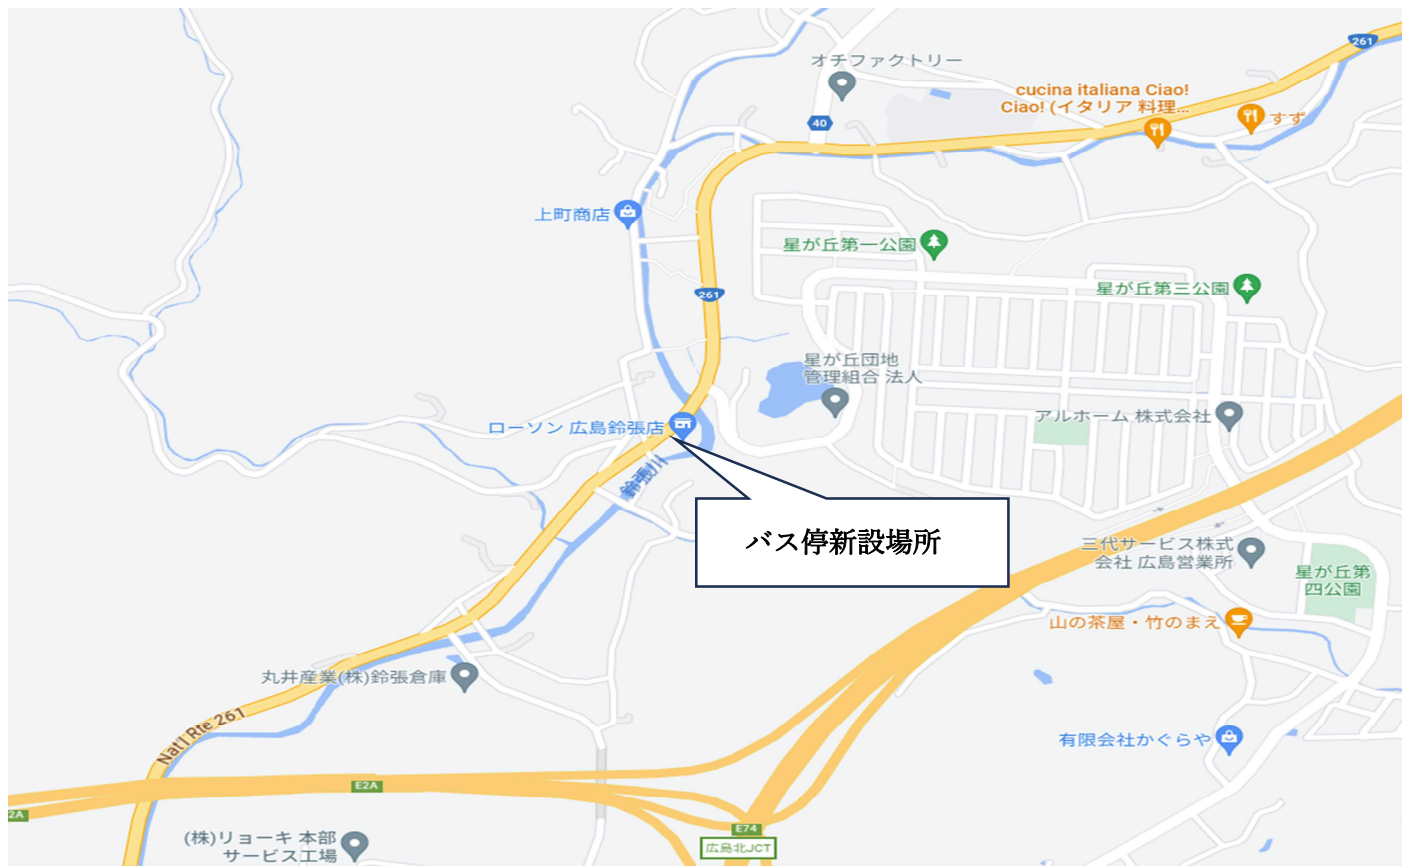 261
オチファクトリー
cucina italiana Ciao!
Ciao! (イタリア 料理...
すず
40
上町商店
星が丘第一公園
星が丘第三公園
261
星が丘団地
管理組合 法人
アルホーム 株式会社
ローソン 広島鈴張店
鈴張川
バス停新設場所
三代サービス株式
会社 広島営業所
星が丘第
四公園
山の茶屋・竹のまえ
丸井産業(株)鈴張倉庫
Nat'l Rte 261
有限会社かぐらや
E2A
2A
E74
広島北JCT
(株)リョーキ 本部
サービス工場